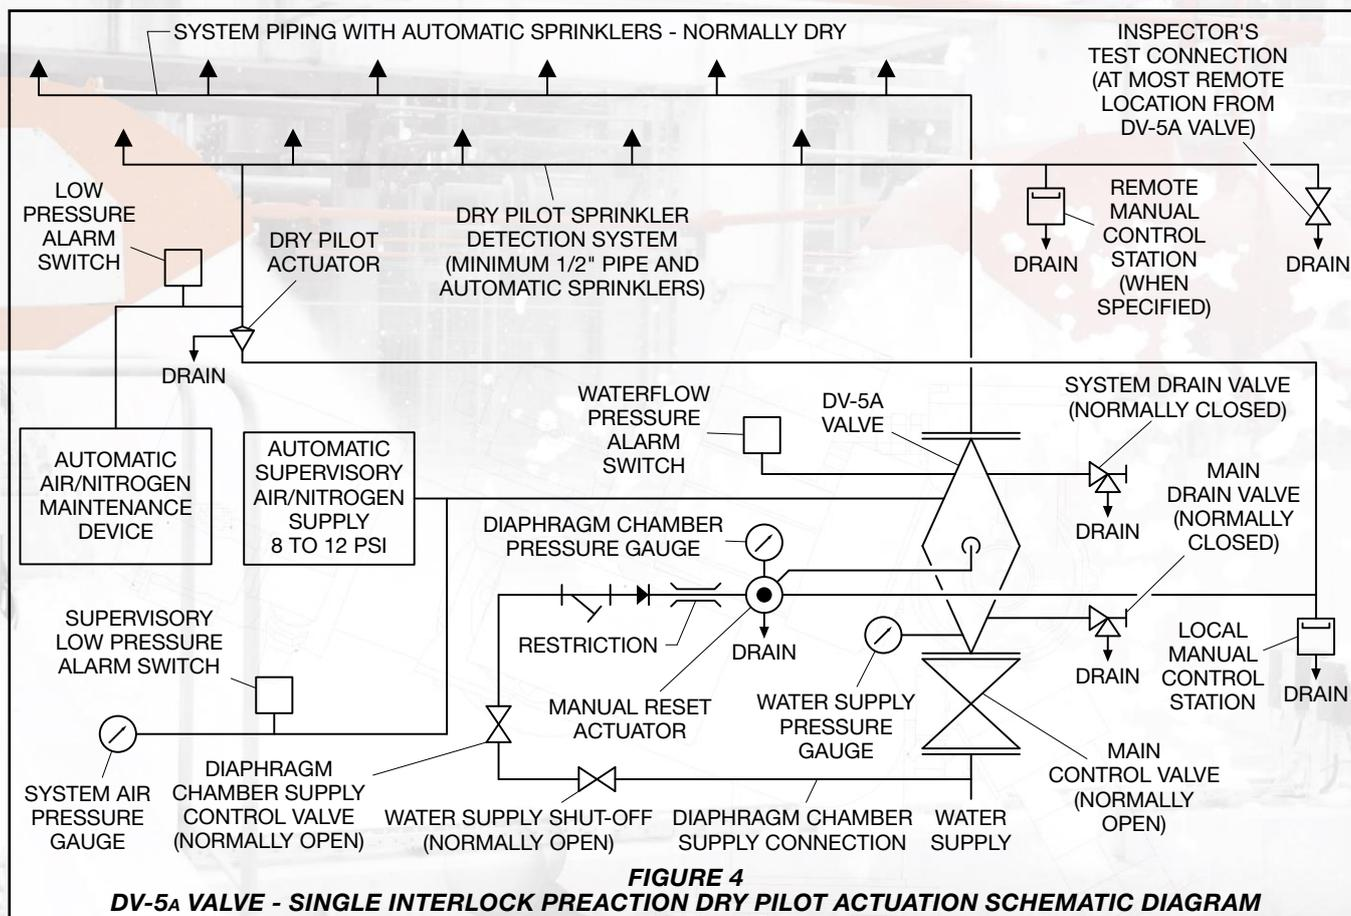 SYSTEM PIPING WITH AUTOMATIC SPRINKLERS - NORMALLY DRY
INSPECTOR'S
TEST CONNECTION
(AT MOST REMOTE
LOCATION FROM
DV-5A VALVE)
LOW
PRESSURE
ALARM
SWITCH
DRY PILOT
ACTUATOR
DRY PILOT SPRINKLER
DETECTION SYSTEM
(MINIMUM 1/2" PIPE AND
AUTOMATIC SPRINKLERS)
DRAIN
REMOTE
MANUAL
CONTROL
STATION
(WHEN
SPECIFIED)
DRAIN
DRAIN
AUTOMATIC
AIR/NITROGEN
MAINTENANCE
DEVICE
AUTOMATIC
SUPERVISORY
AIR/NITROGEN
SUPPLY
8 TO 12 PSI
WATERFLOW
PRESSURE
ALARM
SWITCH
DV-5A
VALVE
SYSTEM DRAIN VALVE
(NORMALLY CLOSED)
DRAIN
MAIN
DRAIN VALVE
(NORMALLY
CLOSED)
DIAPHRAGM CHAMBER
PRESSURE GAUGE
SUPERVISORY
LOW PRESSURE
ALARM SWITCH
RESTRICTION
DRAIN
DRAIN
LOCAL
MANUAL
CONTROL
STATION
DRAIN
MANUAL RESET
ACTUATOR
WATER SUPPLY
PRESSURE
GAUGE
MAIN
CONTROL VALVE
(NORMALLY
OPEN)
SYSTEM AIR
PRESSURE
GAUGE
DIAPHRAGM
CHAMBER SUPPLY
CONTROL VALVE
(NORMALLY OPEN)
WATER SUPPLY SHUT-OFF
(NORMALLY OPEN)
DIAPHRAGM CHAMBER
SUPPLY CONNECTION
WATER
SUPPLY
FIGURE 4
DV-5A VALVE - SINGLE INTERLOCK PREACTION DRY PILOT ACTUATION SCHEMATIC DIAGRAM